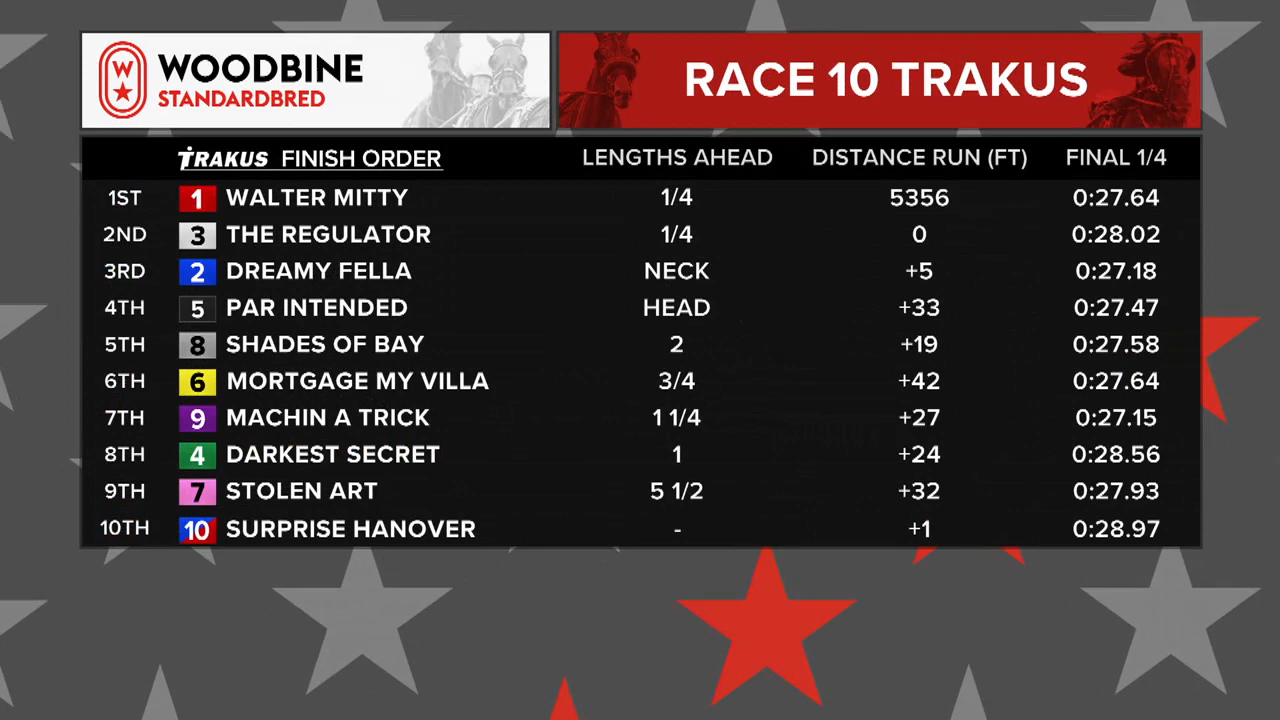 W
WOODBINE
STANDARDBRED
RACE 10 TRAKUS
TRAKUS FINISH ORDER LENGTHS AHEAD DISTANCE RUN (FT) FINAL 1/4
1ST 1 WALTER MITTY 1/4 5356 0:27.64
2ND 3 THE REGULATOR 1/4 0 0:28.02
3RD 2 DREAMY FELLA NECK +5 0:27.18
4TH 5 PAR INTENDED HEAD +33 0:27.47
5TH 8 SHADES OF BAY 2 +19 0:27.58
6TH 6 MORTGAGE MY VILLA 3/4 +42 0:27.64
7TH 9 MACHIN A TRICK 1 1/4 +27 0:27.15
8TH 4 DARKEST SECRET 1 +24 0:28.56
9TH 7 STOLEN ART 5 1/2 +32 0:27.93
10TH 10 SURPRISE HANOVER - +1 0:28.97